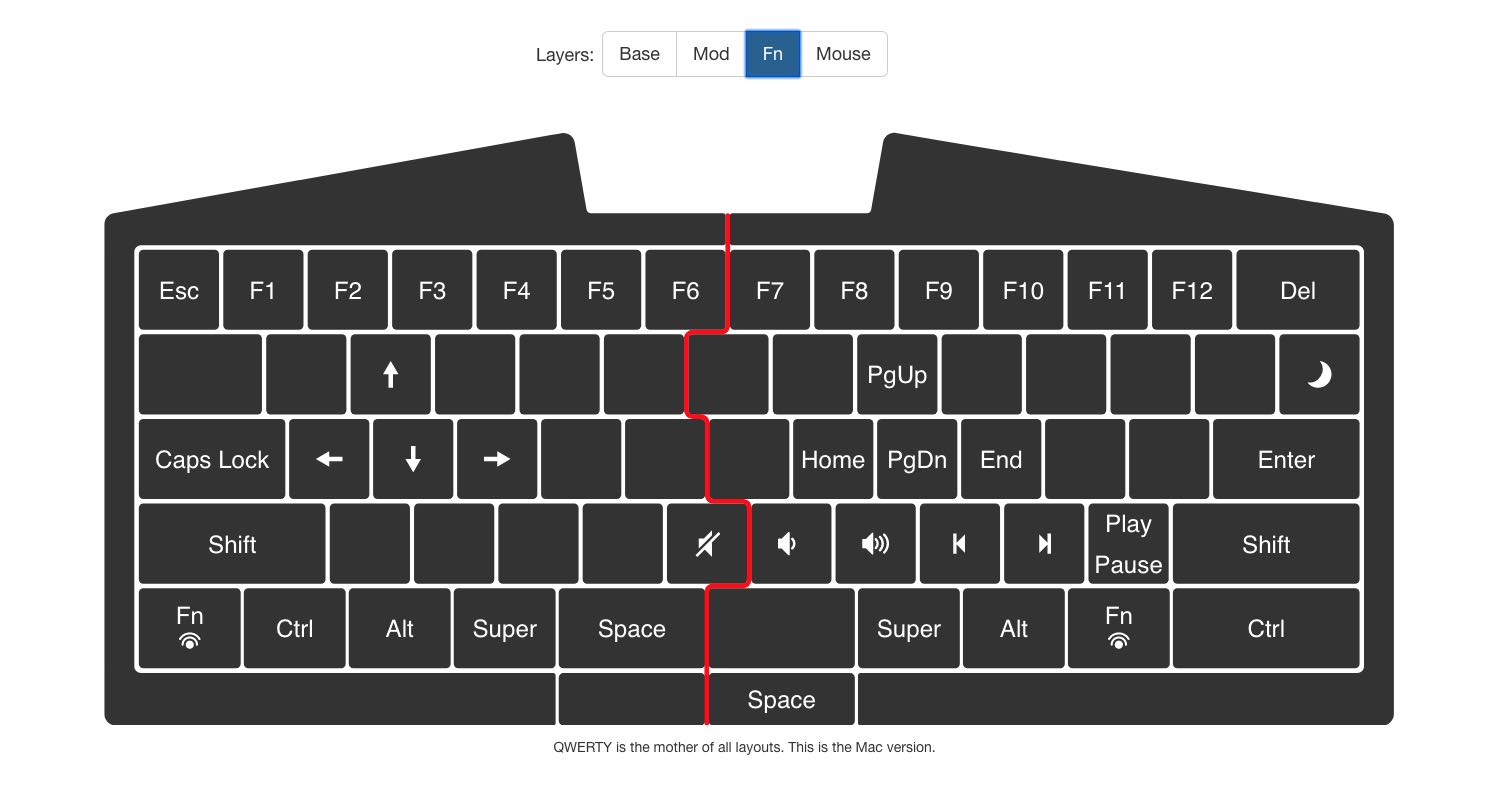 Layers: Base Mod Fn Mouse
Esc F1 F2 F3 F4 F5 F6 F7 F8 F9 F10 F11 F12 Del
PgUp
Caps Lock Home PgDn End Enter
Shift Play Pause Shift
Fn Ctrl Alt Super Space Super Alt Fn Ctrl
Space
QWERTY is the mother of all layouts. This is the Mac version.